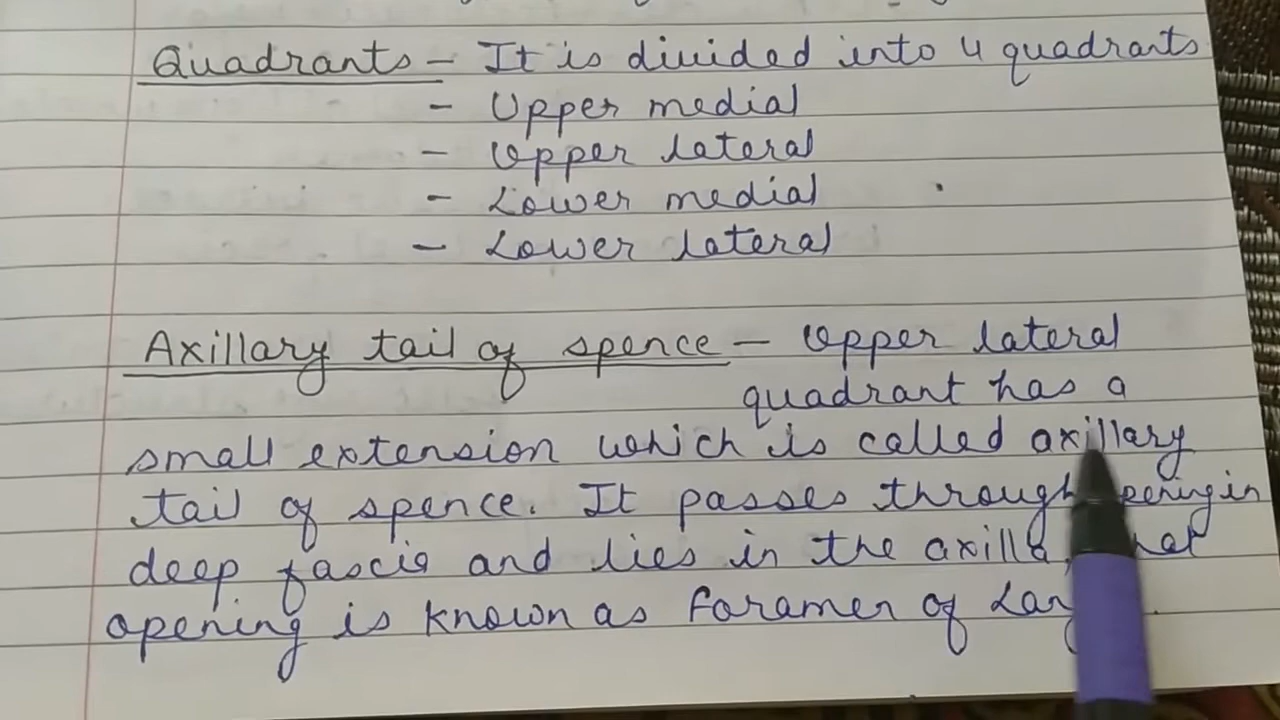 Quadrants - It is divided into 4 quadrants
- Upper medial
- Upper lateral
- Lower medial
- Lower lateral
Axillary tail of spence - Upper lateral
quadrant has a
small extension which is called axillary
tail of spence. It passes through in
deep fascia and lies in the axilla,
opening is known as foramer of